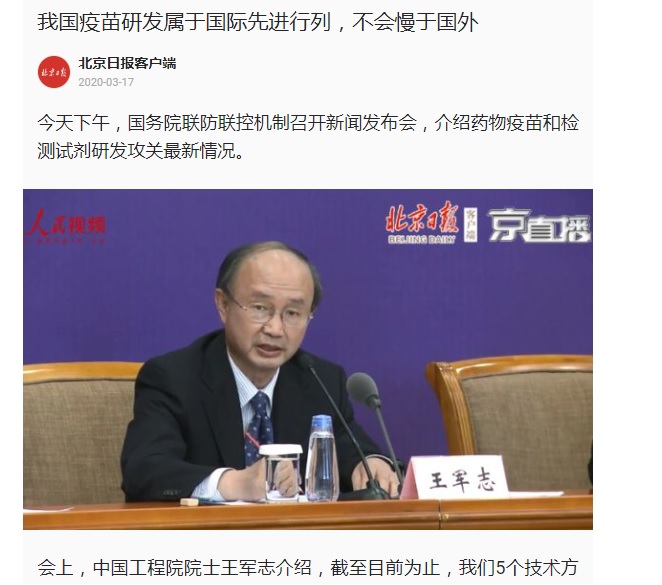 我国疫苗研发属于国际先进行列，不会慢于国外
北京日报
北京日报客户端
2020-03-17
今天下午，国务院联防联控机制召开新闻发布会，介绍药物疫苗和检
测试剂研发攻关最新情况。
人民视频
北京日报
客户端
BEIJING DAILY
京直播
王军志
会上，中国工程院院士王军志介绍，截至目前为止，我们5个技术方